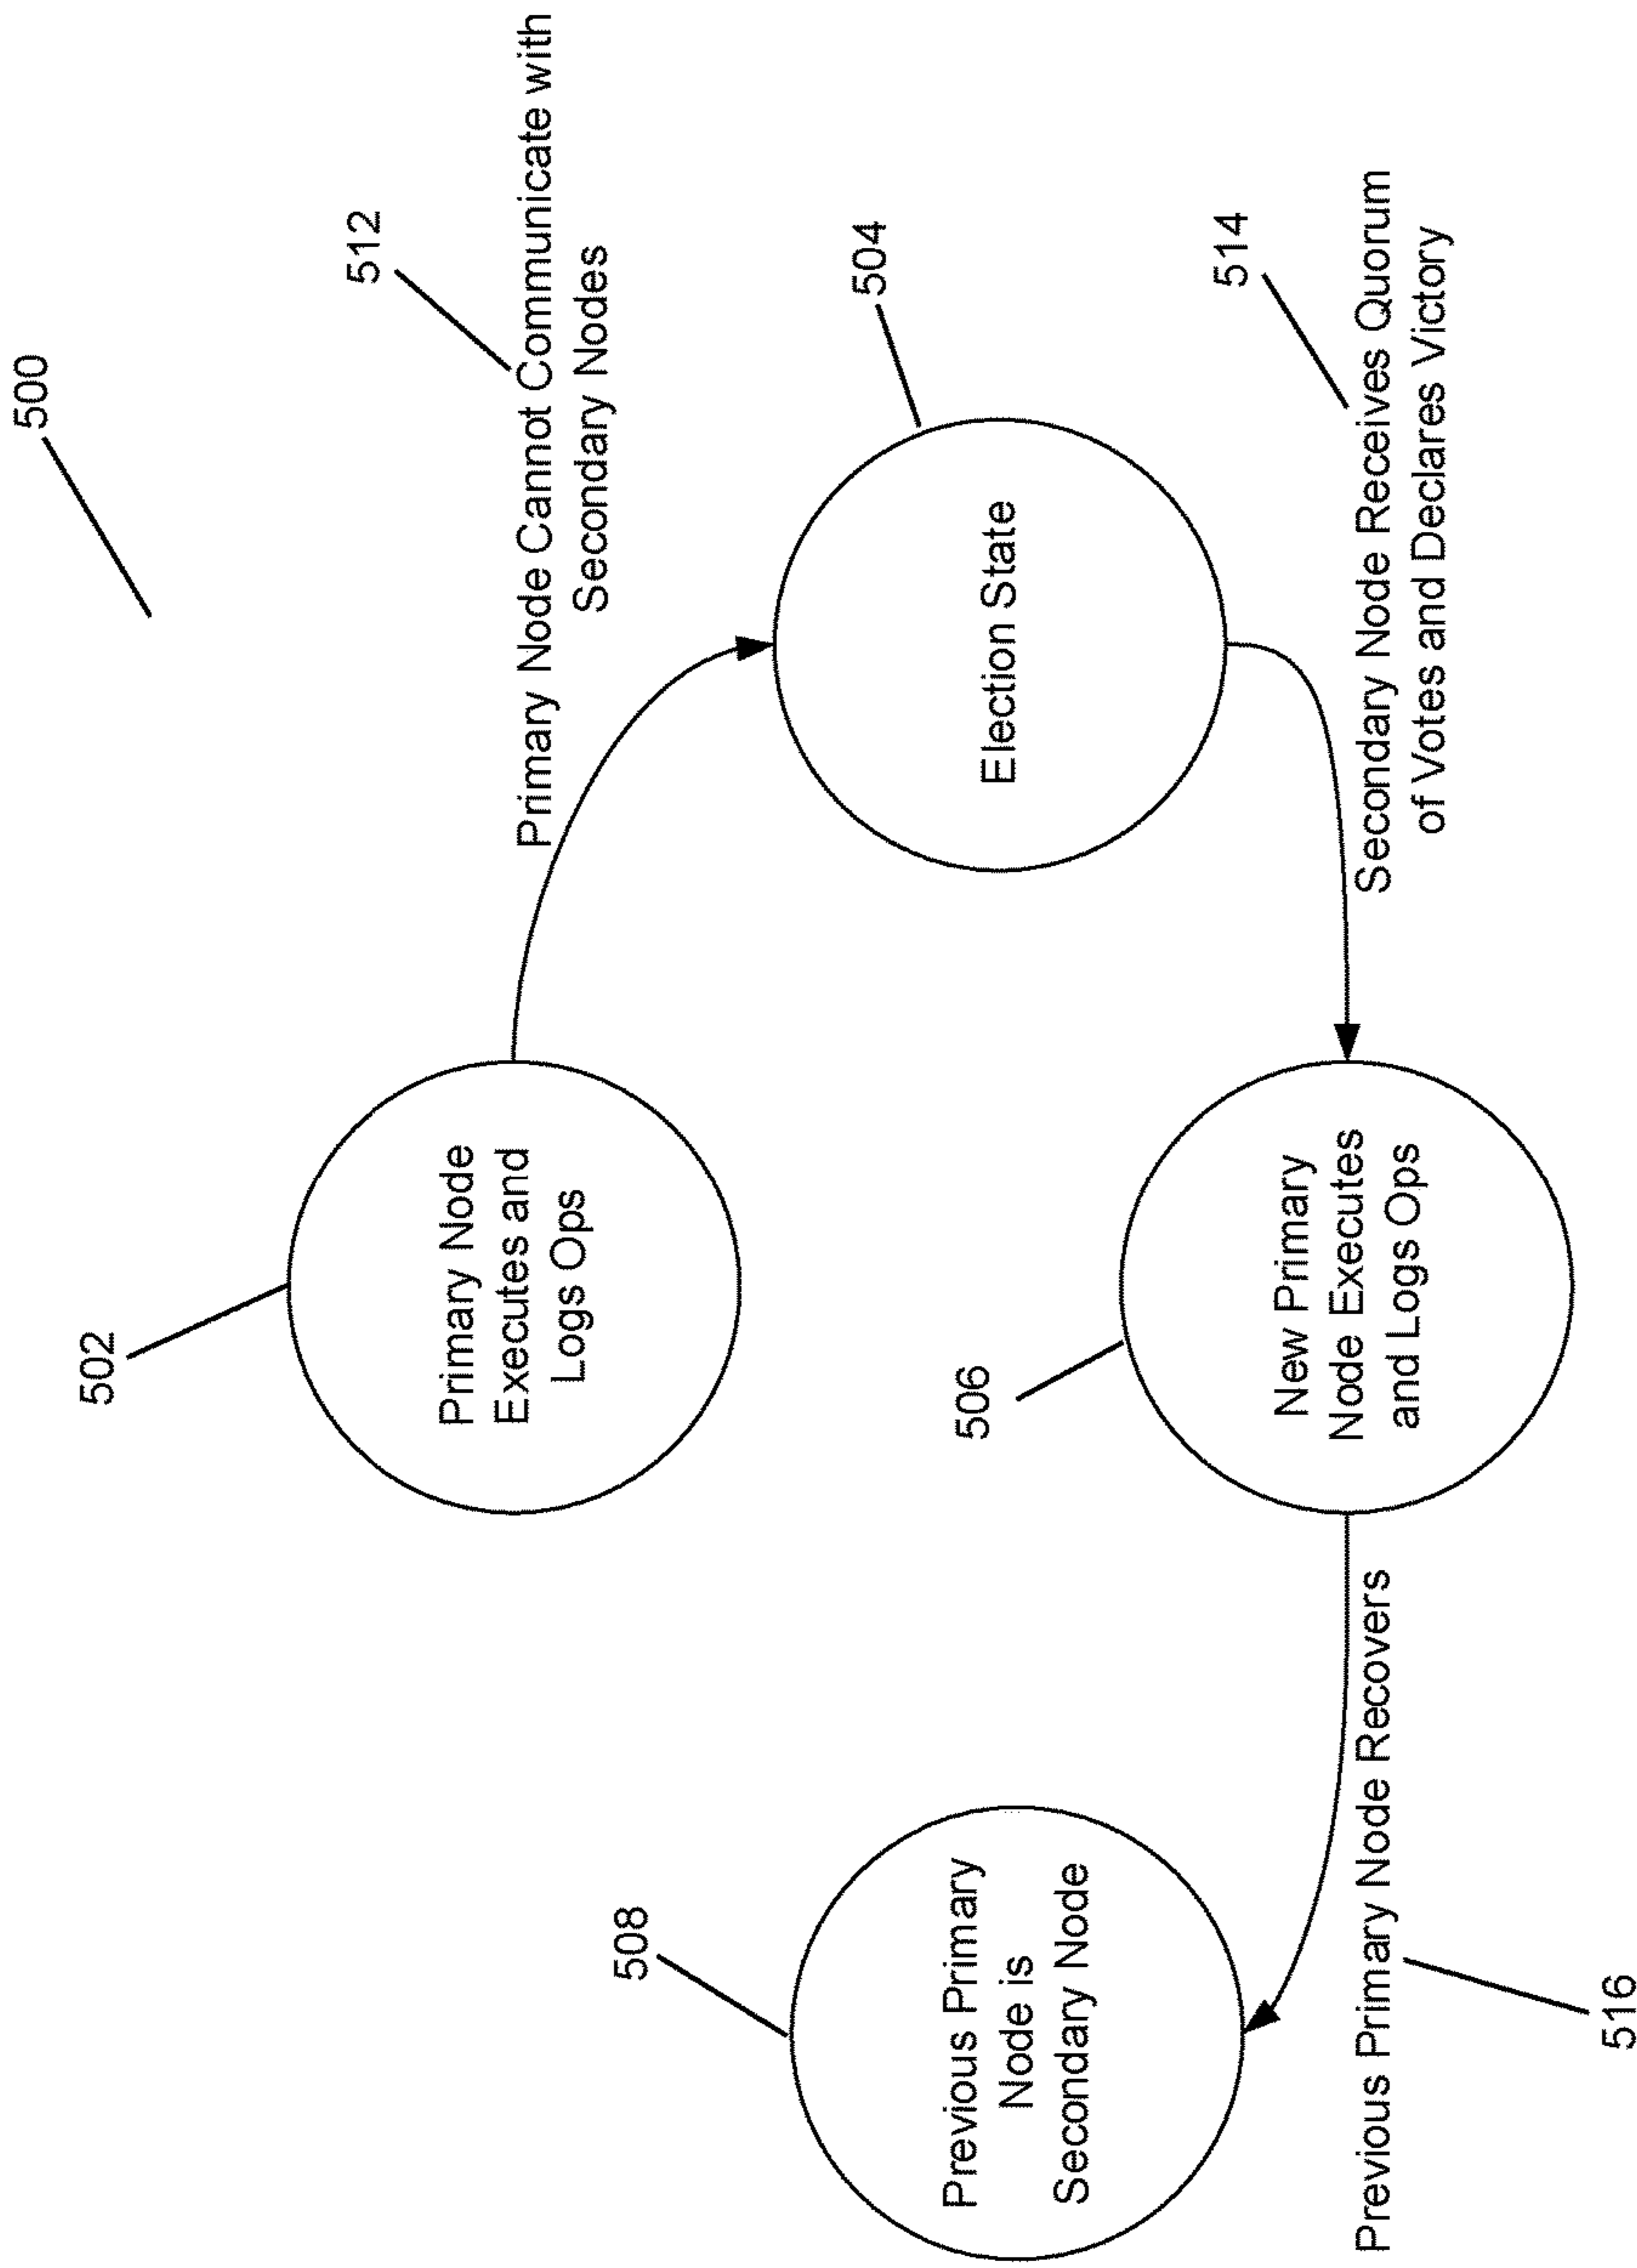 500
502
Primary Node
Executes and
Logs Ops
512
Primary Node Cannot Communicate with
Secondary Nodes
504
Election State
508
Previous Primary
Node is
Secondary Node
506
New Primary
Node Executes
and Logs Ops
514
Secondary Node Receives Quorum
of Votes and Declares Victory
Previous Primary Node Recovers
516